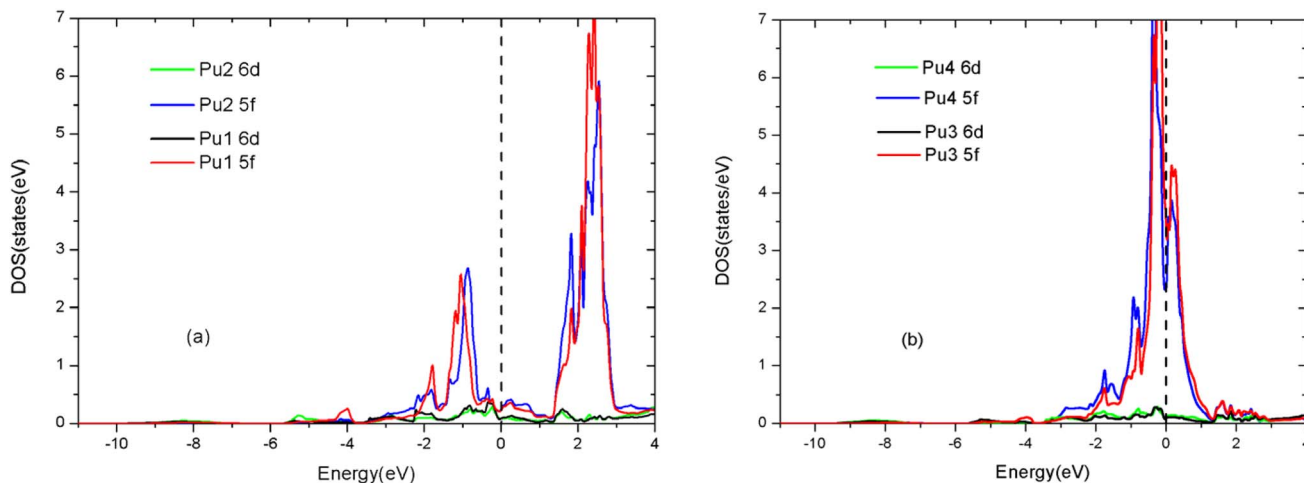 7
6
5
4
3
2
1
0
DOS(states(eV)
Pu2 6d
Pu2 5f
Pu1 6d
Pu1 5f
(a)
-10 -8 -6 -4 -2 0 2 4
Energy(eV)
7
6
5
4
3
2
1
0
DOS(states/eV)
Pu4 6d
Pu4 5f
Pu3 6d
Pu3 5f
(b)
-10 -8 -6 -4 -2 0 2 4
Energy(eV)